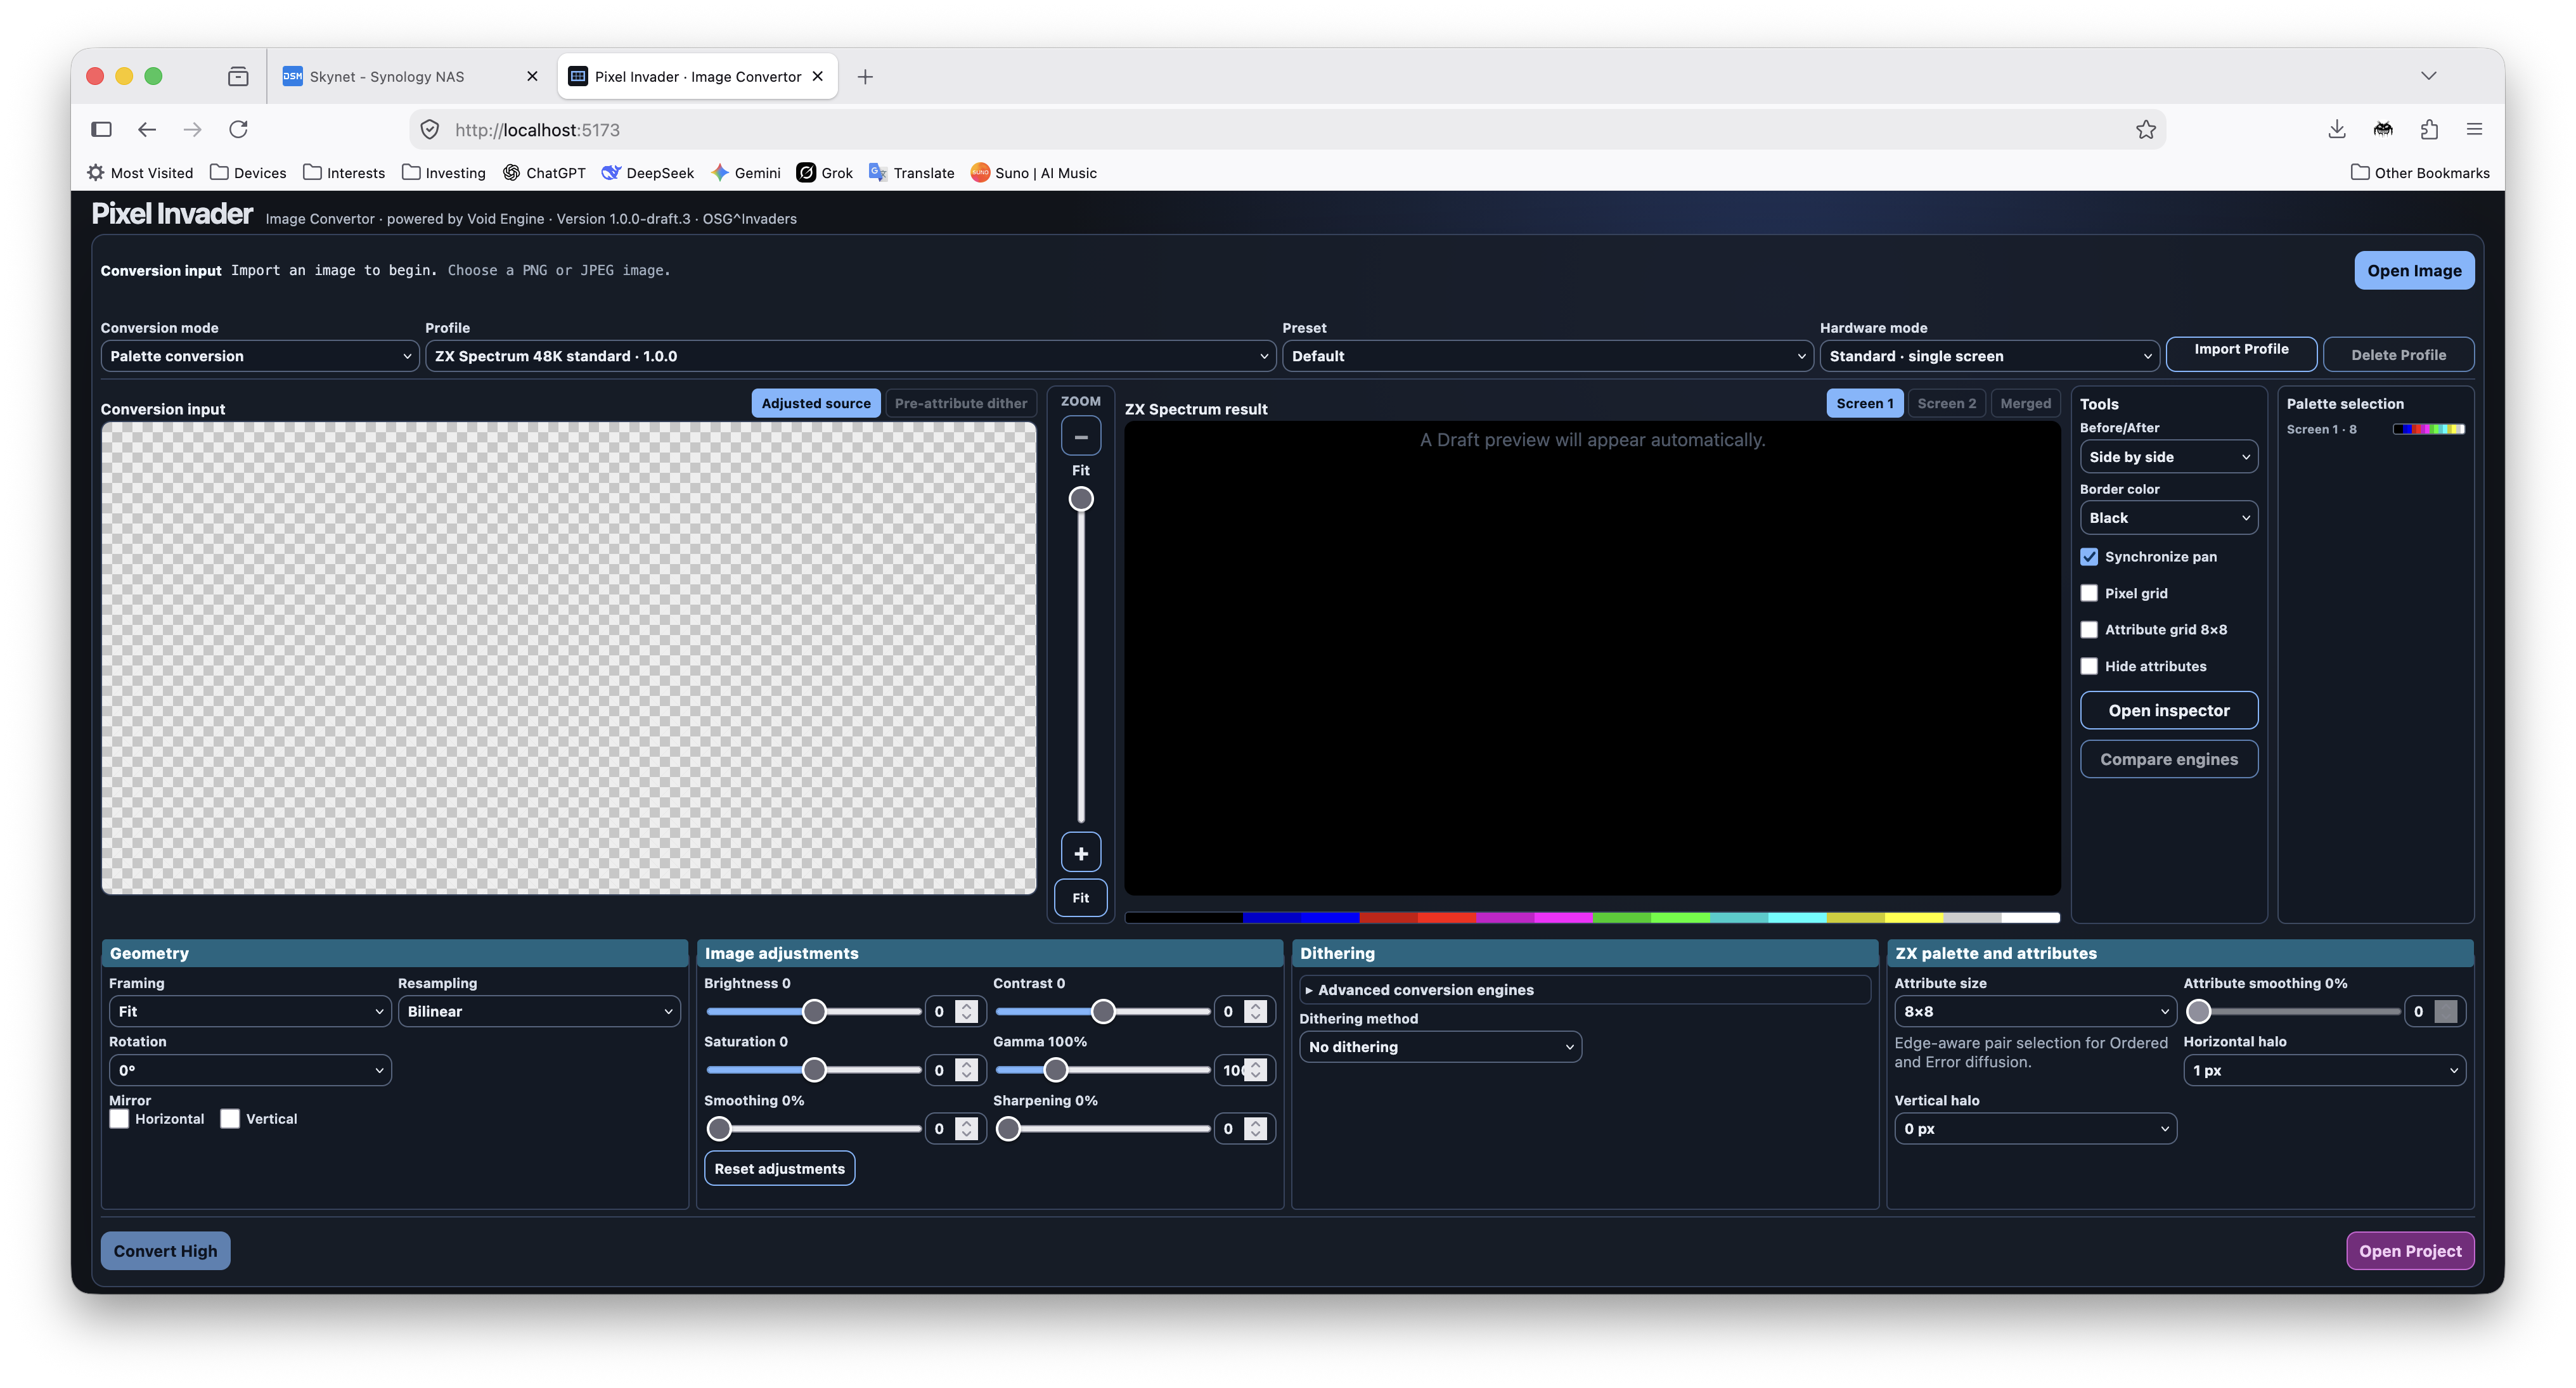 Skynet - Synology NAS
Pixel Invader · Image Convertor
http://localhost:5173
Most Visited Devices Interests Investing ChatGPT DeepSeek Gemini Grok Translate Suno | AI Music Other Bookmarks
Pixel Invader Image Convertor · powered by Void Engine · Version 1.0.0-draft.3 · OSG^Invaders
Conversion input Import an image to begin. Choose a PNG or JPEG image.
Open Image
Conversion mode Profile Preset Hardware mode
Palette conversion ZX Spectrum 48K standard · 1.0.0 Default Standard · single screen Import Profile Delete Profile
Conversion input Adjusted source Pre-attribute dither
ZOOM
Fit
Fit
ZX Spectrum result Screen 1 Screen 2 Merged
A Draft preview will appear automatically.
Tools
Before/After
Side by side
Border color
Black
Synchronize pan
Pixel grid
Attribute grid 8×8
Hide attributes
Open inspector
Compare engines
Palette selection
Screen 1 · 8
Geometry
Framing Resampling
Fit Bilinear
Rotation
0°
Mirror
Horizontal Vertical
Image adjustments
Brightness 0 Contrast 0
0 0
Saturation 0 Gamma 100%
0 100
Smoothing 0% Sharpening 0%
0 0
Reset adjustments
Dithering
▸ Advanced conversion engines
Dithering method
No dithering
ZX palette and attributes
Attribute size Attribute smoothing 0%
8×8 0
Edge-aware pair selection for Ordered
and Error diffusion.
Horizontal halo
1 px
Vertical halo
0 px
Convert High
Open Project